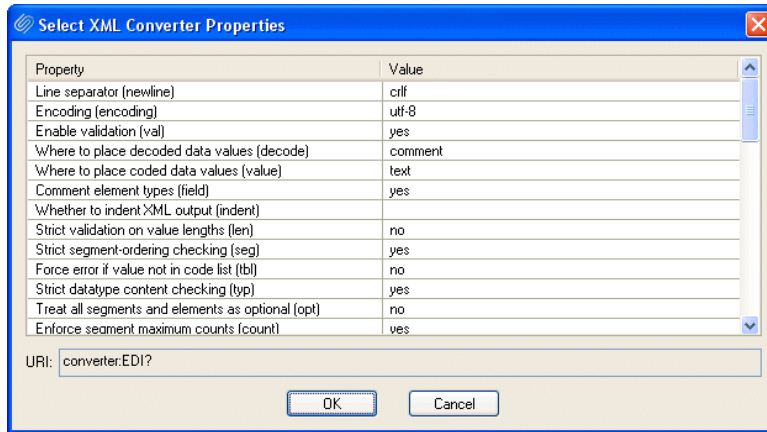 Select XML Converter Properties
Property Value
Line separator (newline) crlf
Encoding (encoding) utf-8
Enable validation (val) yes
Where to place decoded data values (decode) comment
Where to place coded data values (value) text
Comment element types (field) yes
Whether to indent XML output (indent)
Strict validation on value lengths (len) no
Strict segment-ordering checking (seg) yes
Force error if value not in code list (tbl) no
Strict datatype content checking (typ) yes
Treat all segments and elements as optional (opt) no
Enforce segment maximum counts (count) yes
URI: converter:EDI?
OK Cancel